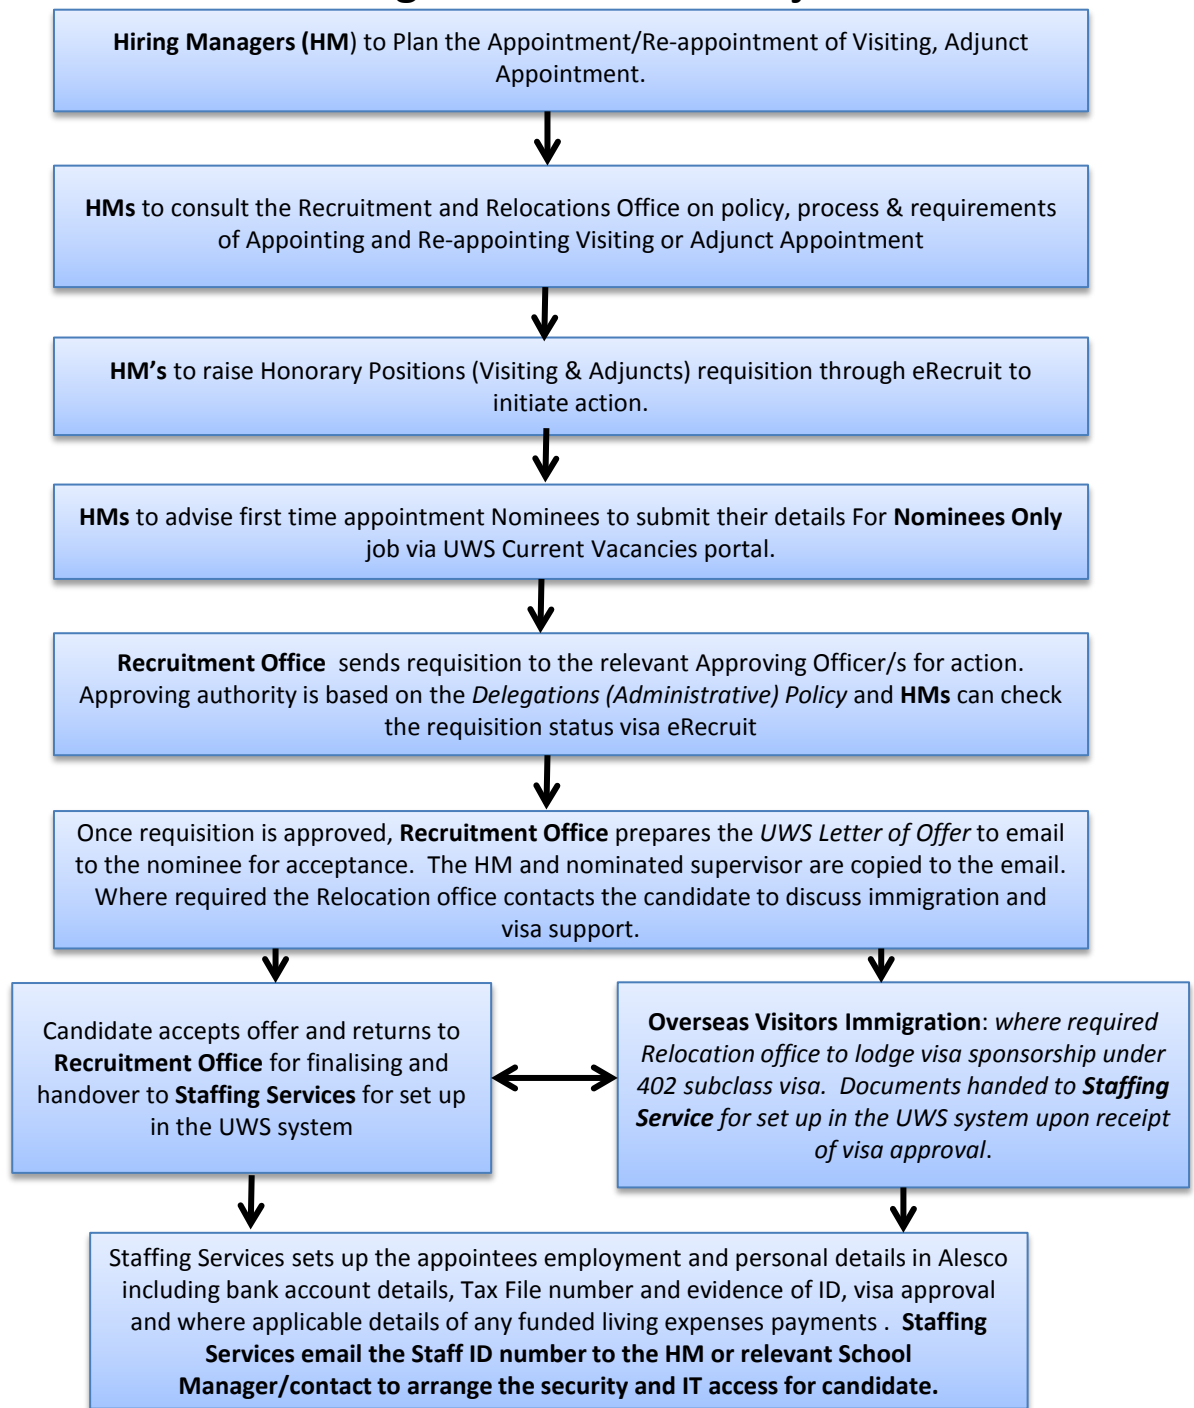 Hiring Managers (HM) to Plan the Appointment/Re-appointment of Visiting, Adjunct
Appointment.
HMs to consult the Recruitment and Relocations Office on policy, process & requirements
of Appointing and Re-appointing Visiting or Adjunct Appointment
HM’s to raise Honorary Positions (Visiting & Adjuncts) requisition through eRecruit to
initiate action.
HMs to advise first time appointment Nominees to submit their details For Nominees Only
job via UWS Current Vacancies portal.
Recruitment Office sends requisition to the relevant Approving Officer/s for action.
Approving authority is based on the Delegations (Administrative) Policy and HMs can check
the requisition status visa eRecruit
Once requisition is approved, Recruitment Office prepares the UWS Letter of Offer to email
to the nominee for acceptance. The HM and nominated supervisor are copied to the email.
Where required the Relocation office contacts the candidate to discuss immigration and
visa support.
Candidate accepts offer and returns to
Recruitment Office for finalising and
handover to Staffing Services for set up
in the UWS system
Overseas Visitors Immigration: where required
Relocation office to lodge visa sponsorship under
402 subclass visa. Documents handed to Staffing
Service for set up in the UWS system upon receipt
of visa approval.
Staffing Services sets up the appointees employment and personal details in Alesco
including bank account details, Tax File number and evidence of ID, visa approval
and where applicable details of any funded living expenses payments . Staffing
Services email the Staff ID number to the HM or relevant School
Manager/contact to arrange the security and IT access for candidate.